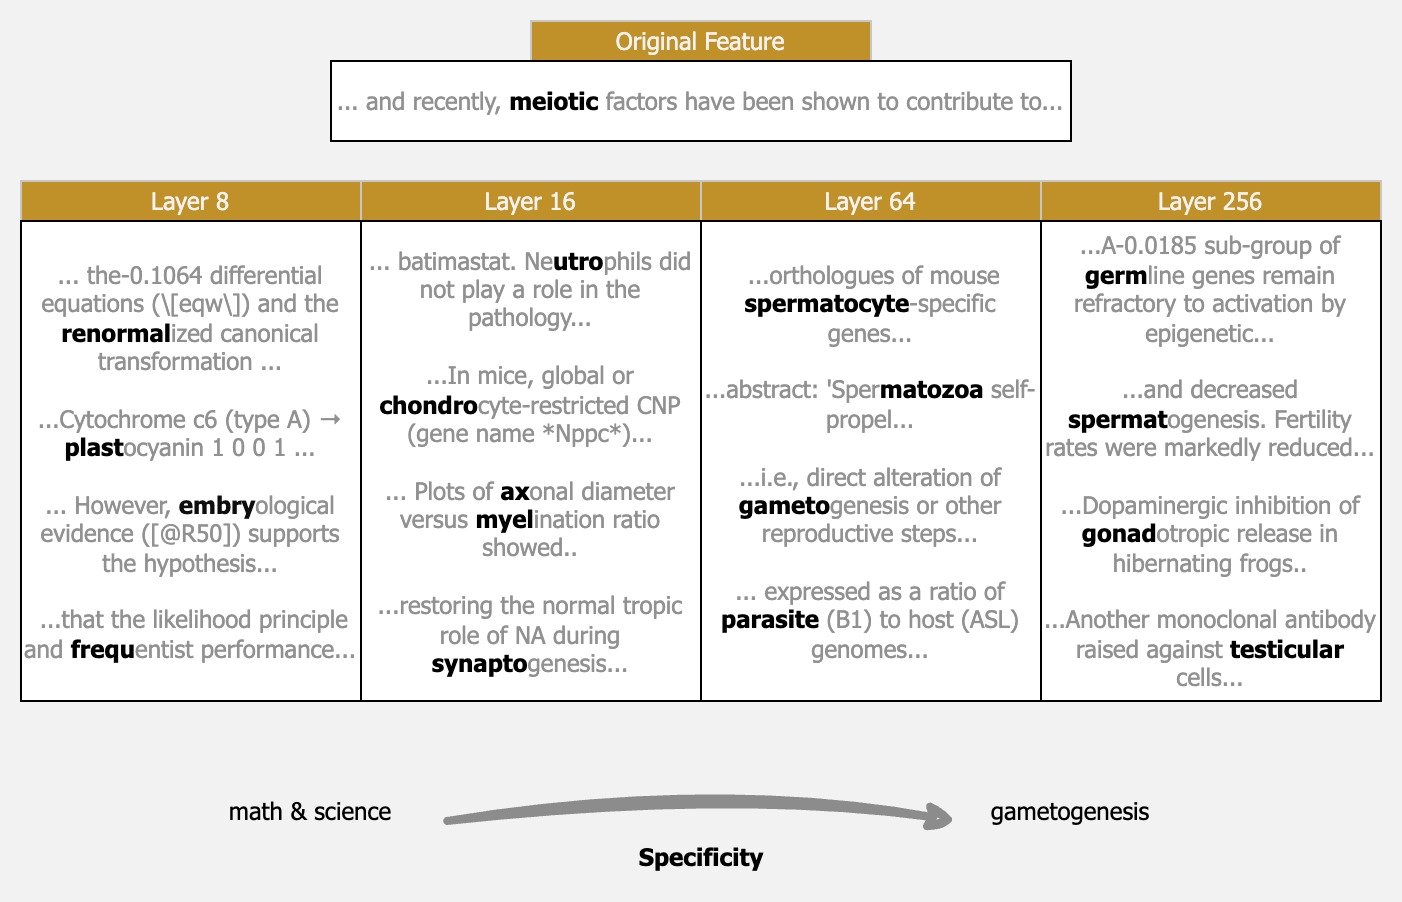 Original Feature
... and recently, meiotic factors have been shown to contribute to...
Layer 8
... the-0.1064 differential
equations (\[eqw\]) and the
renormalized canonical
transformation ...
...Cytochrome c6 (type A) →
plastocyanin 1 0 0 1 ...
... However, embryological
evidence ([@R50]) supports
the hypothesis...
...that the likelihood principle
and frequentist performance...
Layer 16
... batimastat. Neutrophils did
not play a role in the
pathology...
...In mice, global or
chondrocyte-restricted CNP
(gene name *Nppc*)...
... Plots of axonal diameter
versus myelination ratio
showed..
...restoring the normal tropic
role of NA during
synaptogenesis...
Layer 64
...orthologues of mouse
spermatocyte-specific
genes...
...abstract: 'Spermatozoa self-
propel...
...i.e., direct alteration of
gametogenesis or other
reproductive steps...
... expressed as a ratio of
parasite (B1) to host (ASL)
genomes...
Layer 256
...A-0.0185 sub-group of
germline genes remain
refractory to activation by
epigenetic...
...and decreased
spermatogenesis. Fertility
rates were markedly reduced...
...Dopaminergic inhibition of
gonadotropic release in
hibernating frogs..
...Another monoclonal antibody
raised against testicular
cells...
math & science
gametogenesis
Specificity